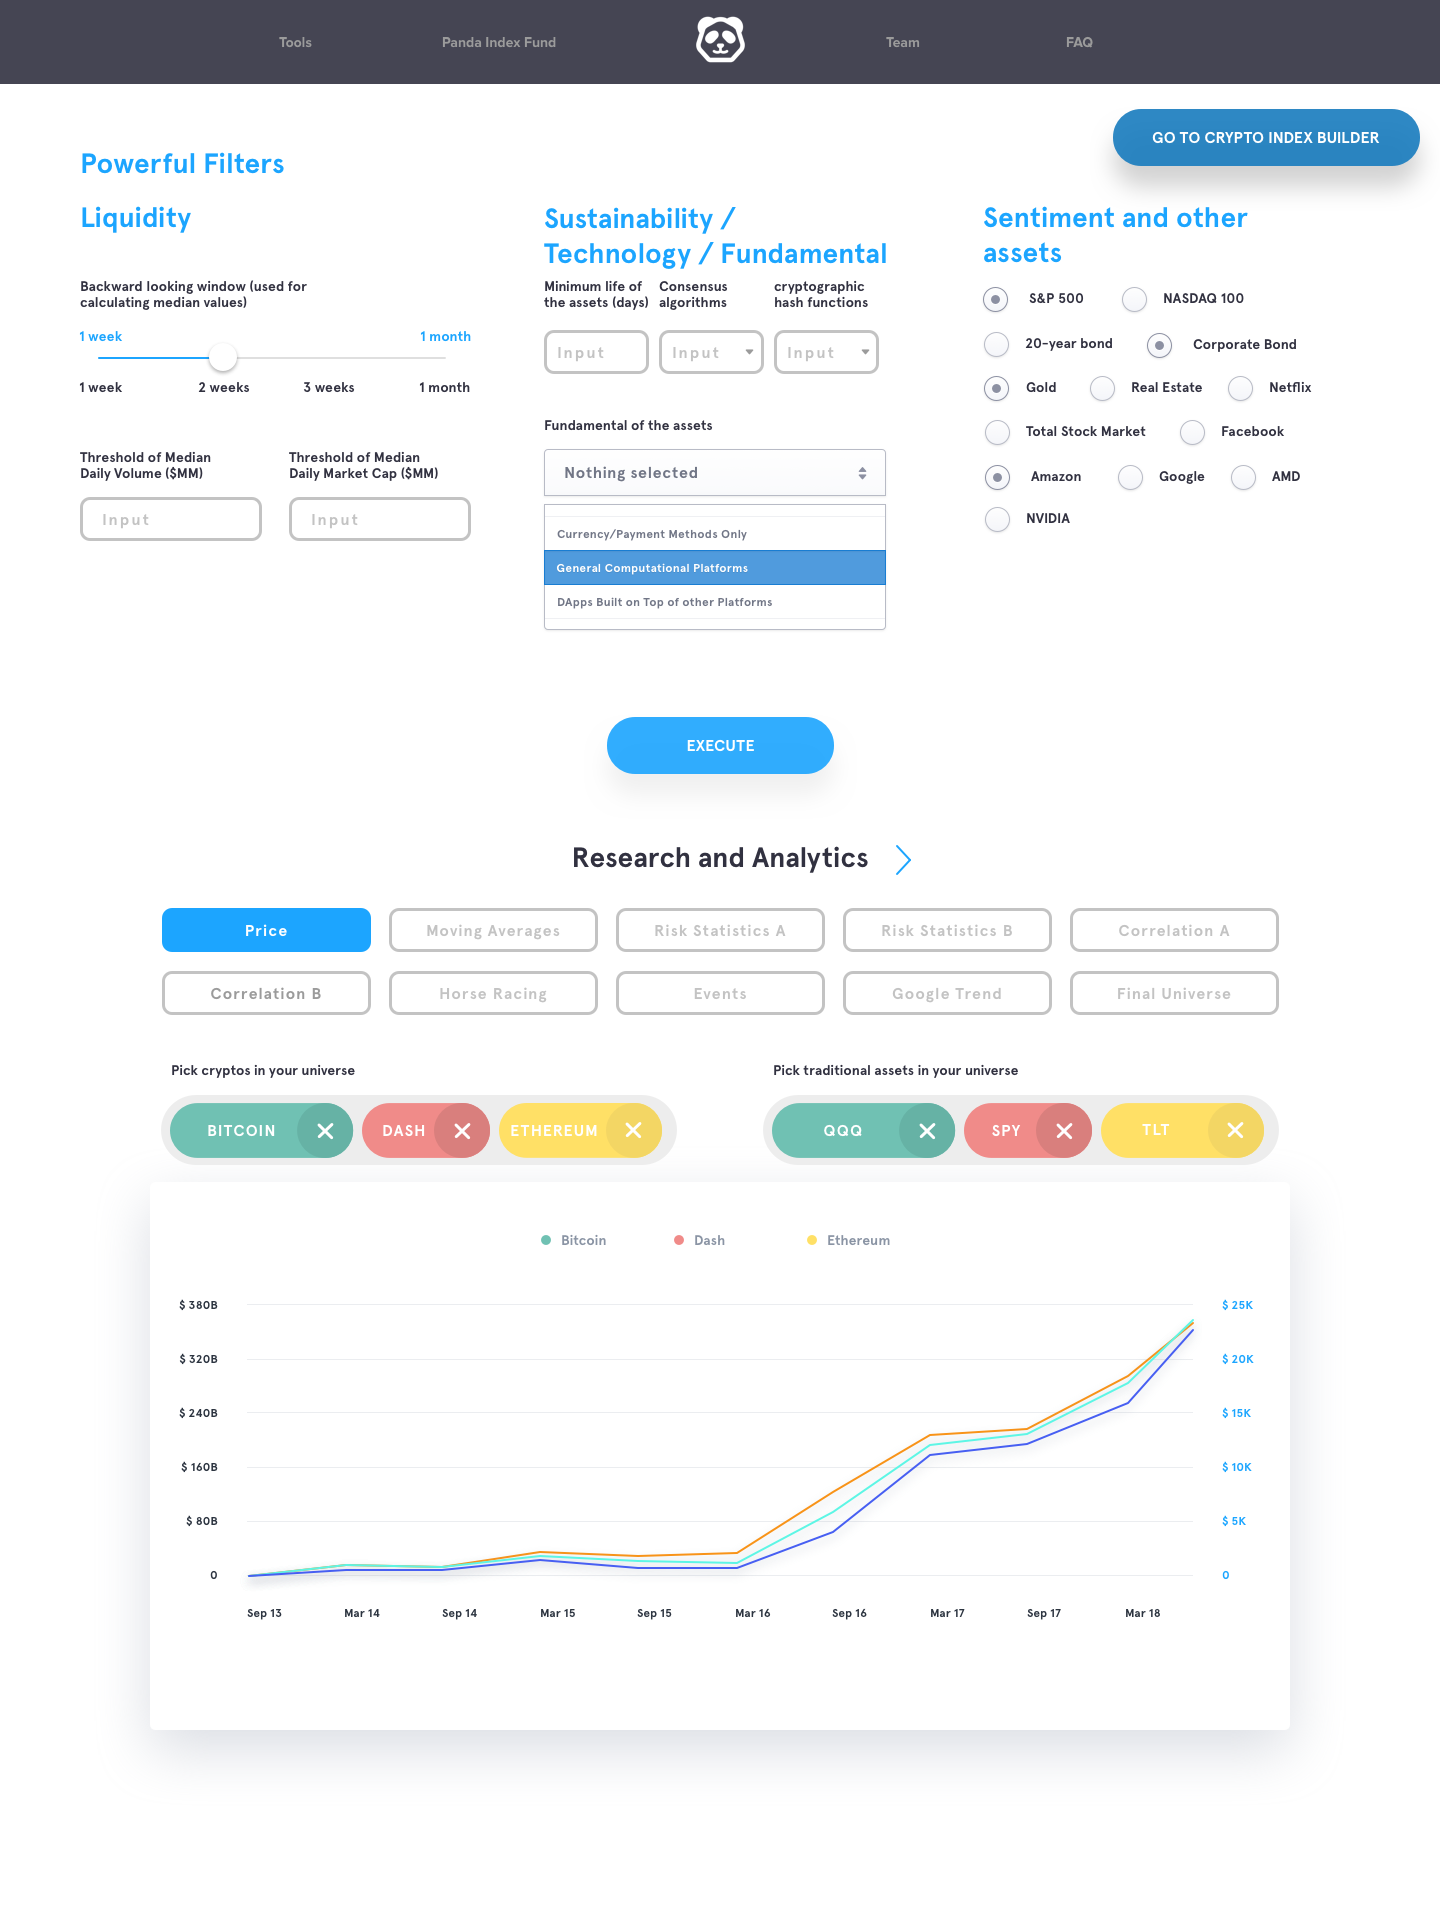 Tools
Panda Index Fund
Team
FAQ
GO TO CRYPTO INDEX BUILDER
Powerful Filters
Liquidity
Backward looking window (used for
calculating median values)
1 week
1 month
1 week
2 weeks
3 weeks
1 month
Threshold of Median
Daily Volume ($MM)
Input
Threshold of Median
Daily Market Cap ($MM)
Input
Sustainability /
Technology / Fundamental
Minimum life of
the assets (days)
Input
Consensus
algorithms
Input
cryptographic
hash functions
Input
Fundamental of the assets
Nothing selected
Currency/Payment Methods Only
General Computational Platforms
DApps Built on Top of other Platforms
Sentiment and other
assets
S&P 500
NASDAQ 100
20-year bond
Corporate Bond
Gold
Real Estate
Netflix
Total Stock Market
Facebook
Amazon
Google
AMD
NVIDIA
EXECUTE
Research and Analytics
Price
Moving Averages
Risk Statistics A
Risk Statistics B
Correlation A
Correlation B
Horse Racing
Events
Google Trend
Final Universe
Pick cryptos in your universe
BITCOIN
DASH
ETHEREUM
Pick traditional assets in your universe
QQQ
SPY
TLT
Bitcoin
Dash
Ethereum
$ 380B
$ 320B
$ 240B
$ 160B
$ 80B
0
$ 25K
$ 20K
$ 15K
$ 10K
$ 5K
0
Sep 13
Mar 14
Sep 14
Mar 15
Sep 15
Mar 16
Sep 16
Mar 17
Sep 17
Mar 18